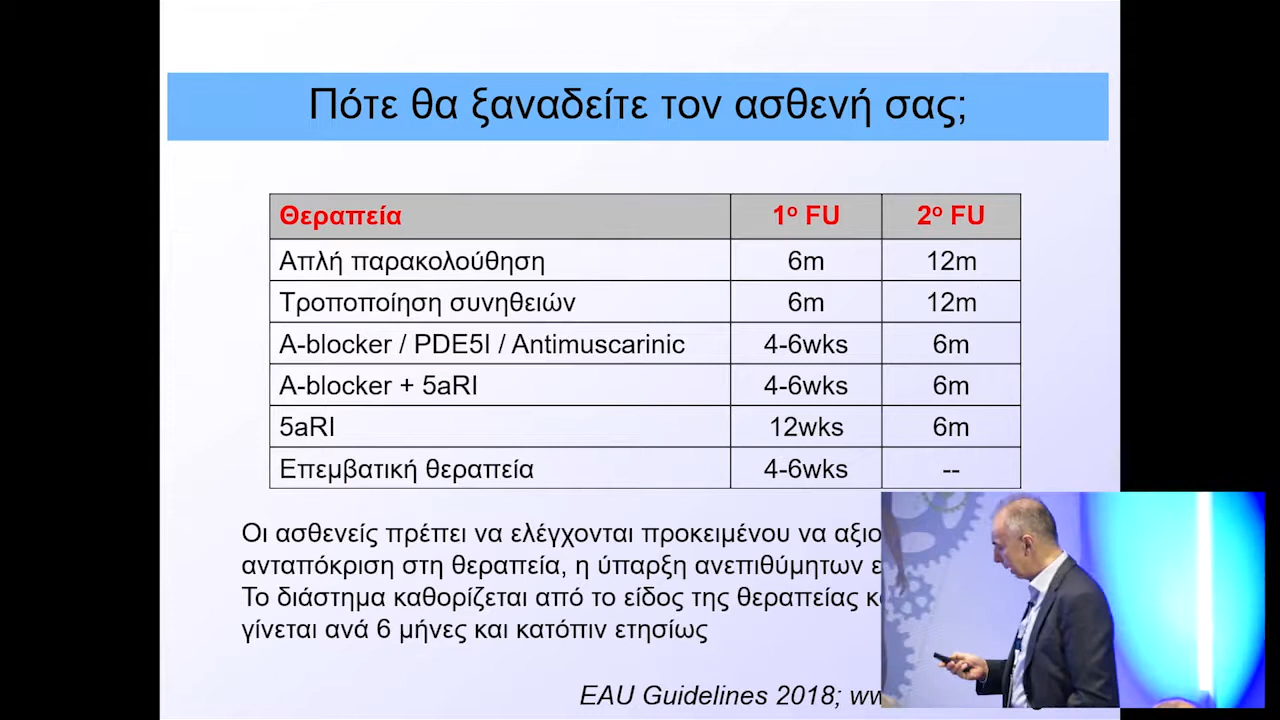 Πότε θα ξαναδείτε τον ασθενή σας;
Θεραπεία 1ο FU 2ο FU
Απλή παρακολούθηση 6m 12m
Τροποποίηση συνηθειών 6m 12m
A-blocker / PDE5I / Antimuscarinic 4-6wks 6m
A-blocker + 5aRI 4-6wks 6m
5aRI 12wks 6m
Επεμβατική θεραπεία 4-6wks --
Οι ασθενείς πρέπει να ελέγχονται προκειμένου να
ανταπόκριση στη θεραπεία, η ύπαρξη ανεπιθύμητων
Το διάστημα καθορίζεται από το είδος της θεραπείας
γίνεται ανά 6 μήνες και κατόπιν ετησίως
EAU Guidelines 2018;